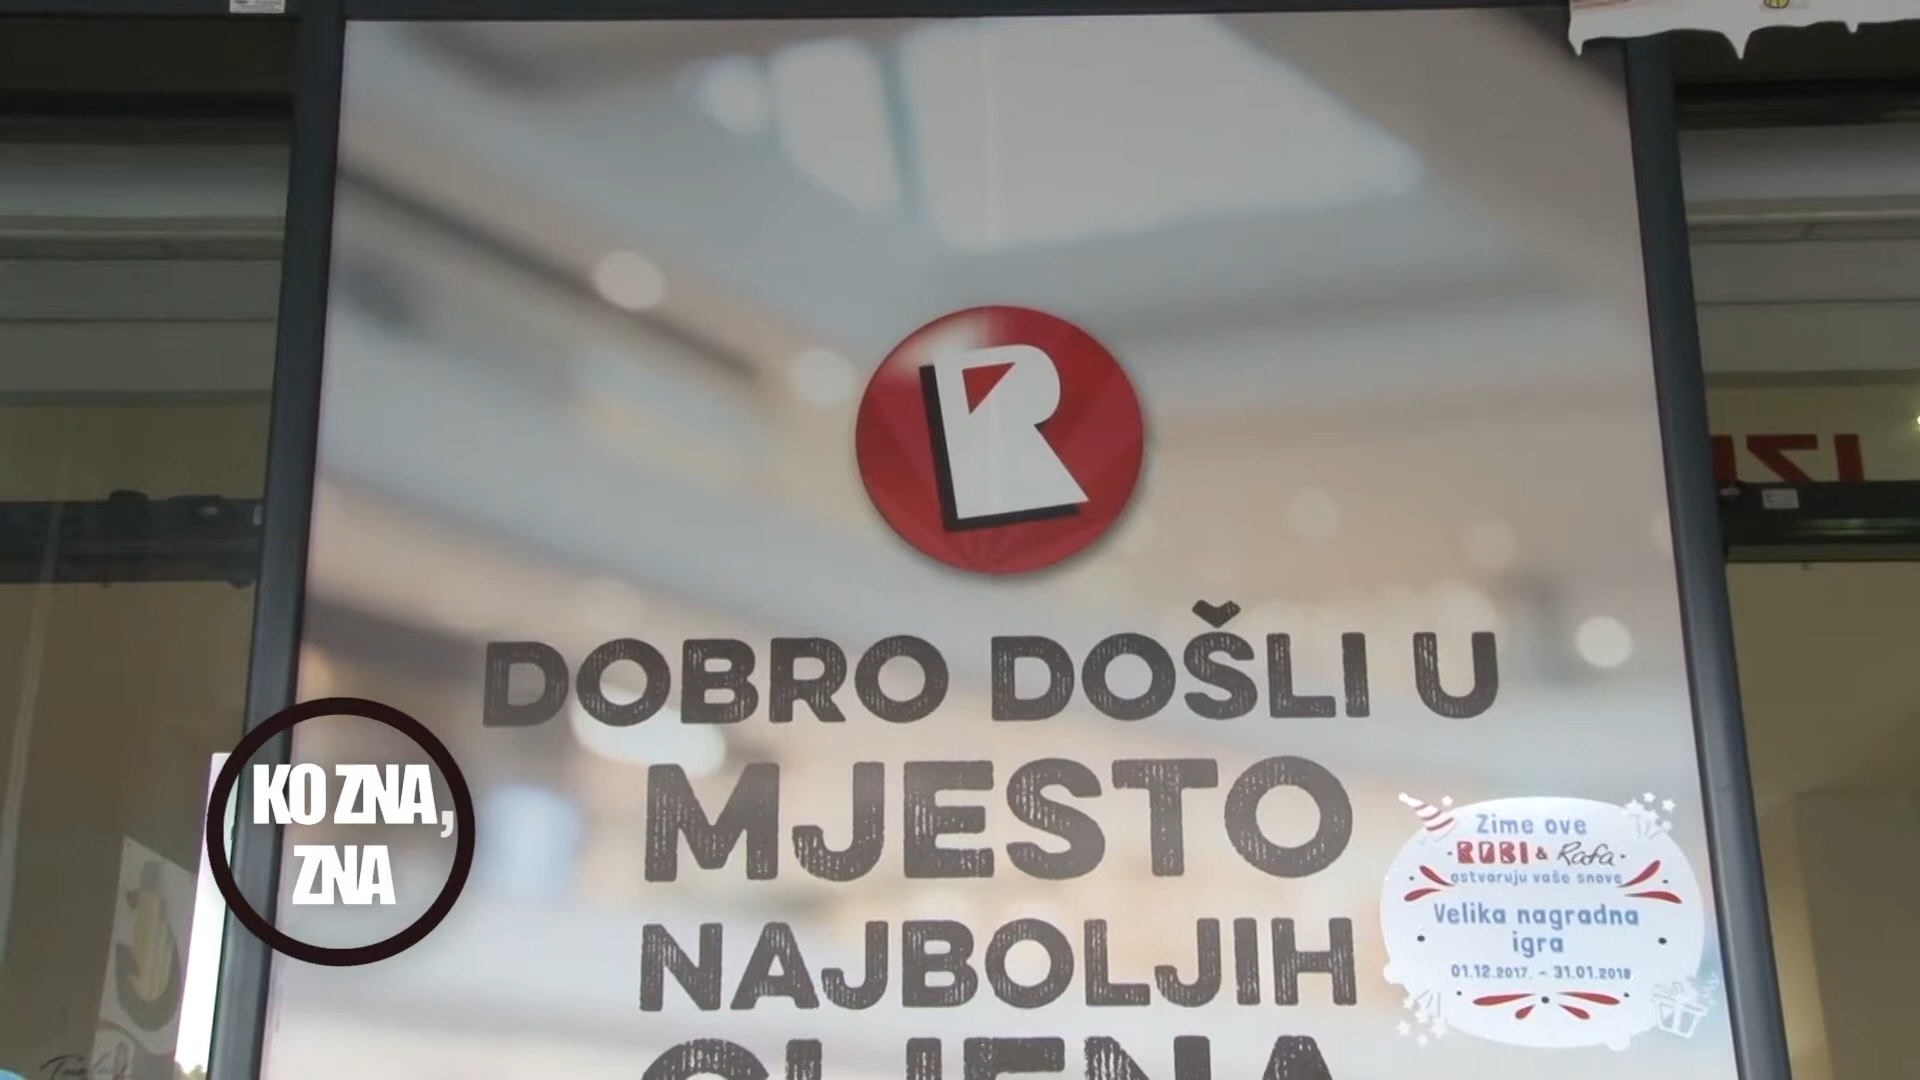 R
DOBRO DOŠLI U
MJESTO
NAJBOLJIH
CIJENA
KO ZNA,
ZNA
Zime ove
ROBI & Rafa
ostvaruju vaše snove
Velika nagradna
igra
01.12.2017. - 31.01.2018